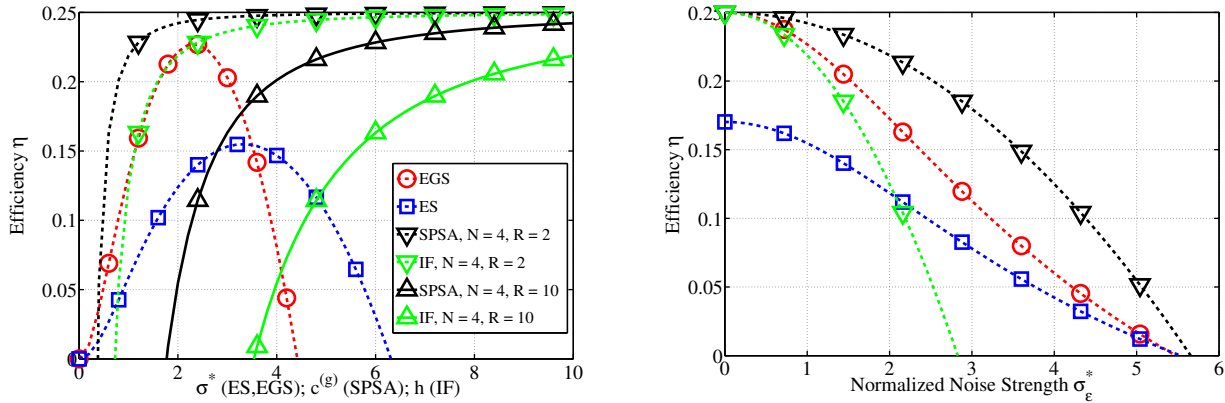 0.25
0.2
0.15
0.1
0.05
0
Efficiency η
0 2 4 6 8 10
σ* (ES,EGS); c^(g) (SPSA); h (IF)
EGS
ES
SPSA, N = 4, R = 2
IF, N = 4, R = 2
SPSA, N = 4, R = 10
IF, N = 4, R = 10
0.25
0.2
0.15
0.1
0.05
0
Efficiency η
0 1 2 3 4 5 6
Normalized Noise Strength σ*_ε